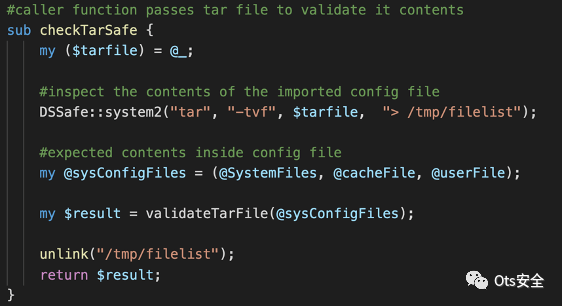 #caller function passes tar file to validate it contents
sub checkTarSafe {
my ($tarfile) = @_;
#inspect the contents of the imported config file
DSSafe::system2("tar", "-tvf", $tarfile,  "> /tmp/filelist");
#expected contents inside config file
my @sysConfigFiles = (@SystemFiles, @cacheFile, @userFile);
my $result = validateTarFile(@sysConfigFiles);
unlink("/tmp/filelist");
return $result;
}
Ots安全